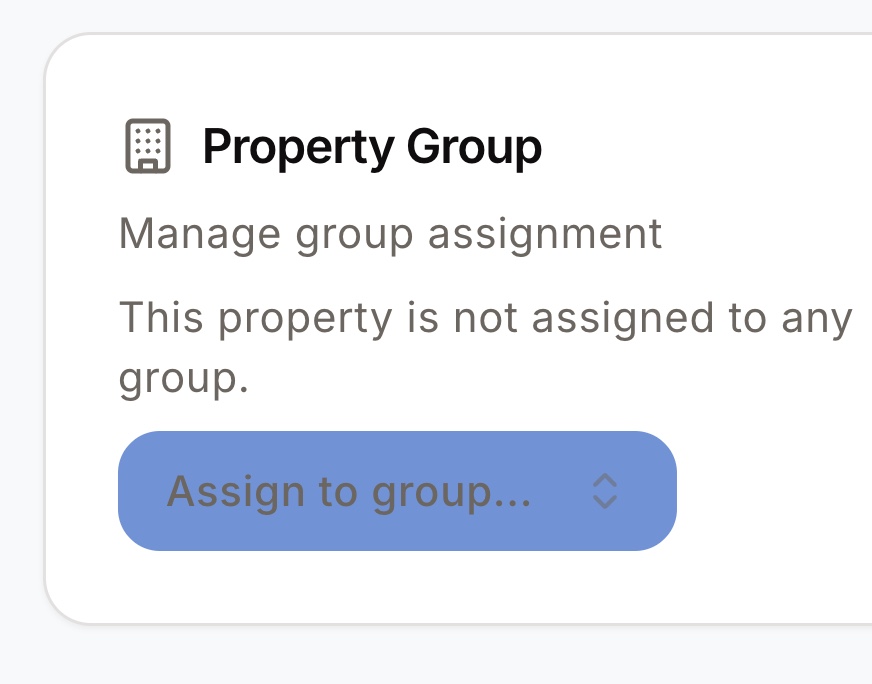 Property Group
Manage group assignment
This property is not assigned to any
group.
Assign to group...